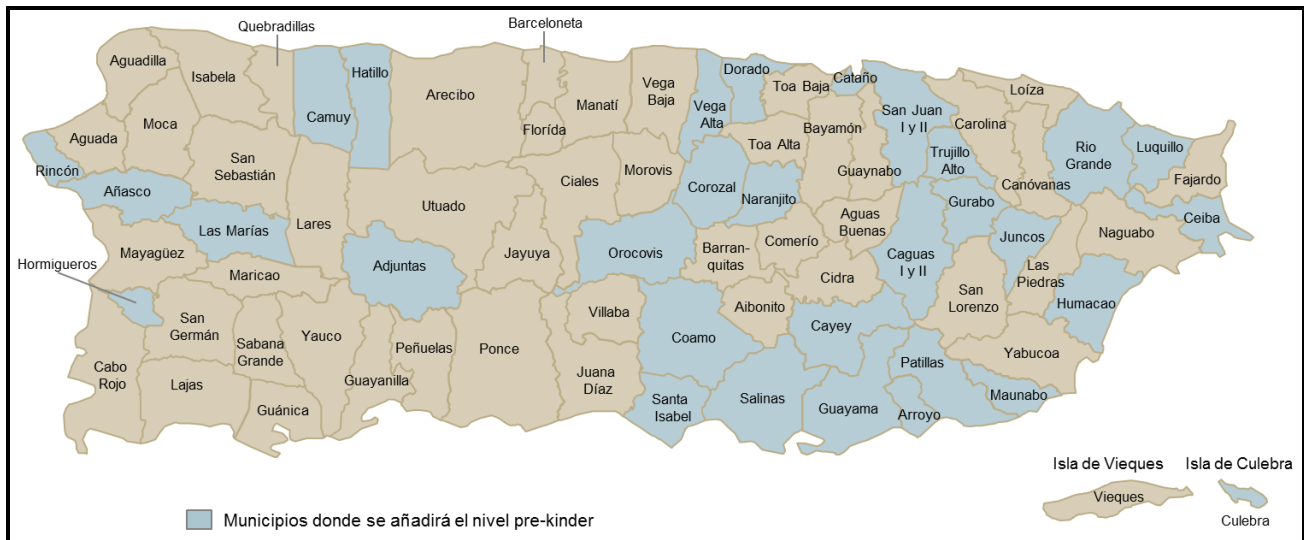 Quebradillas
Barceloneta
Aguadilla
Isabela
Hatillo
Dorado
Cataño
Toa Baja
Loíza
Camuy
Arecibo
Manatí
Vega
Baja
Vega
Alta
San Juan
I y II
Carolina
Moca
Aguada
Florída
Bayamón
Toa Alta
Guaynabo
Trujillo
Alto
Rio
Grande
Luquillo
Rincón
San
Sebastián
Ciales
Morovis
Corozal
Naranjito
Canóvanas
Fajardo
Añasco
Utuado
Gurabo
Ceiba
Las Marías
Lares
Aguas
Buenas
Juncos
Naguabo
Mayagüez
Jayuya
Orocovis
Barran-
quitas
Comerío
Caguas
I y II
Hormigueros
Maricao
Adjuntas
Cidra
San
Lorenzo
Las
Piedras
Humacao
Villaba
Aibonito
San
Germán
Sabana
Grande
Yauco
Peñuelas
Ponce
Coamo
Cayey
Yabucoa
Cabo
Rojo
Lajas
Guayanilla
Juana
Díaz
Patillas
Guánica
Santa
Isabel
Salinas
Guayama
Arroyo
Maunabo
Isla de Vieques
Isla de Culebra
Vieques
Culebra
Municipios donde se añadirá el nivel pre-kinder